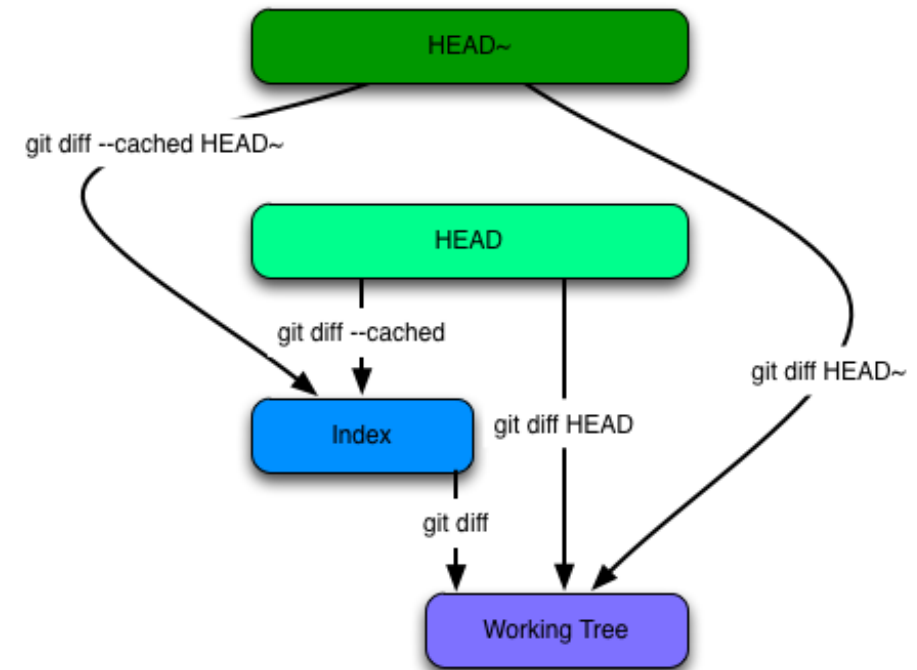 HEAD~
git diff --cached HEAD~
HEAD
git diff --cached
git diff HEAD~
git diff HEAD
Index
git diff
Working Tree